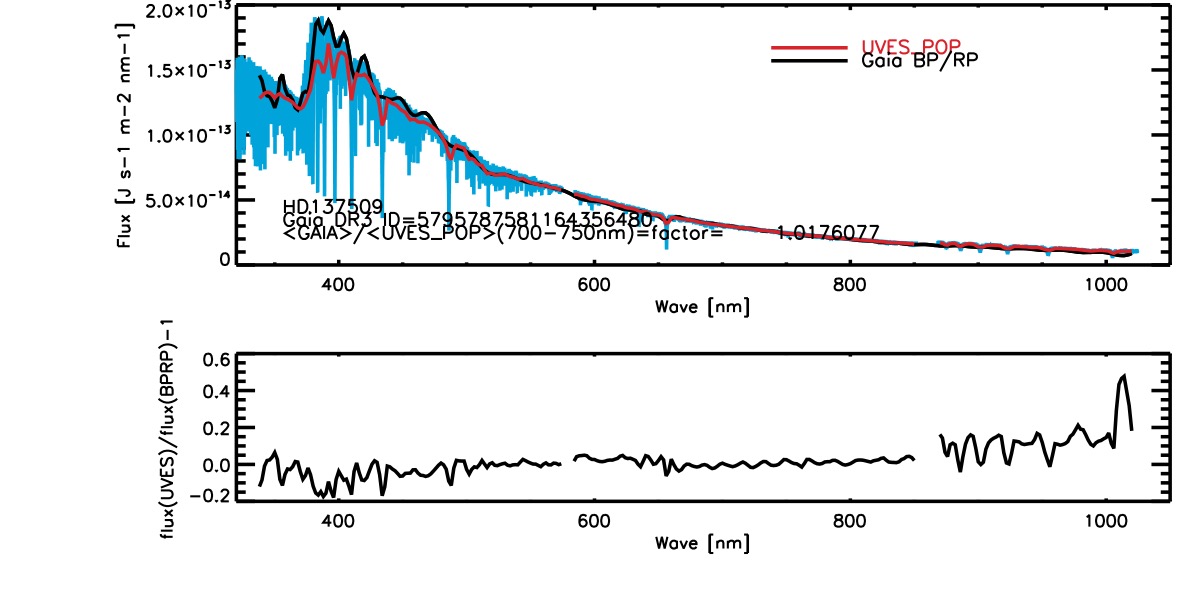 2.0×10−13
1.5×10−13
1.0×10−13
5.0×10−14
0
Flux [J s−1 m−2 nm−1]
UVES_POP
Gaia BP/RP
HD137509
Gaia DR3 ID=5795787581164356480
<GAIA>/<UVES_POP>(700−750nm)=factor= 1.0176077
400 600 800 1000
Wave [nm]
0.6
0.4
0.2
0.0
−0.2
flux(UVES)/flux(BPRP)−1
400 600 800 1000
Wave [nm]